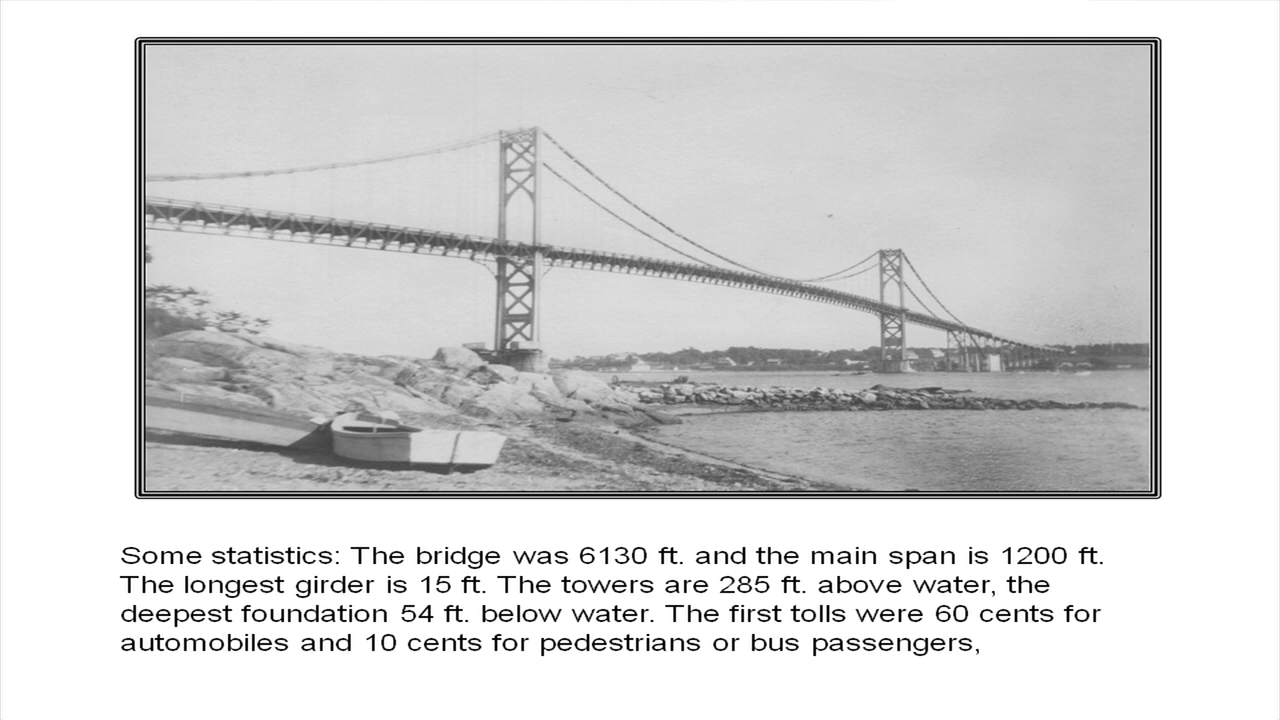 Some statistics: The bridge was 6130 ft. and the main span is 1200 ft.
The longest girder is 15 ft. The towers are 285 ft. above water, the
deepest foundation 54 ft. below water. The first tolls were 60 cents for
automobiles and 10 cents for pedestrians or bus passengers,